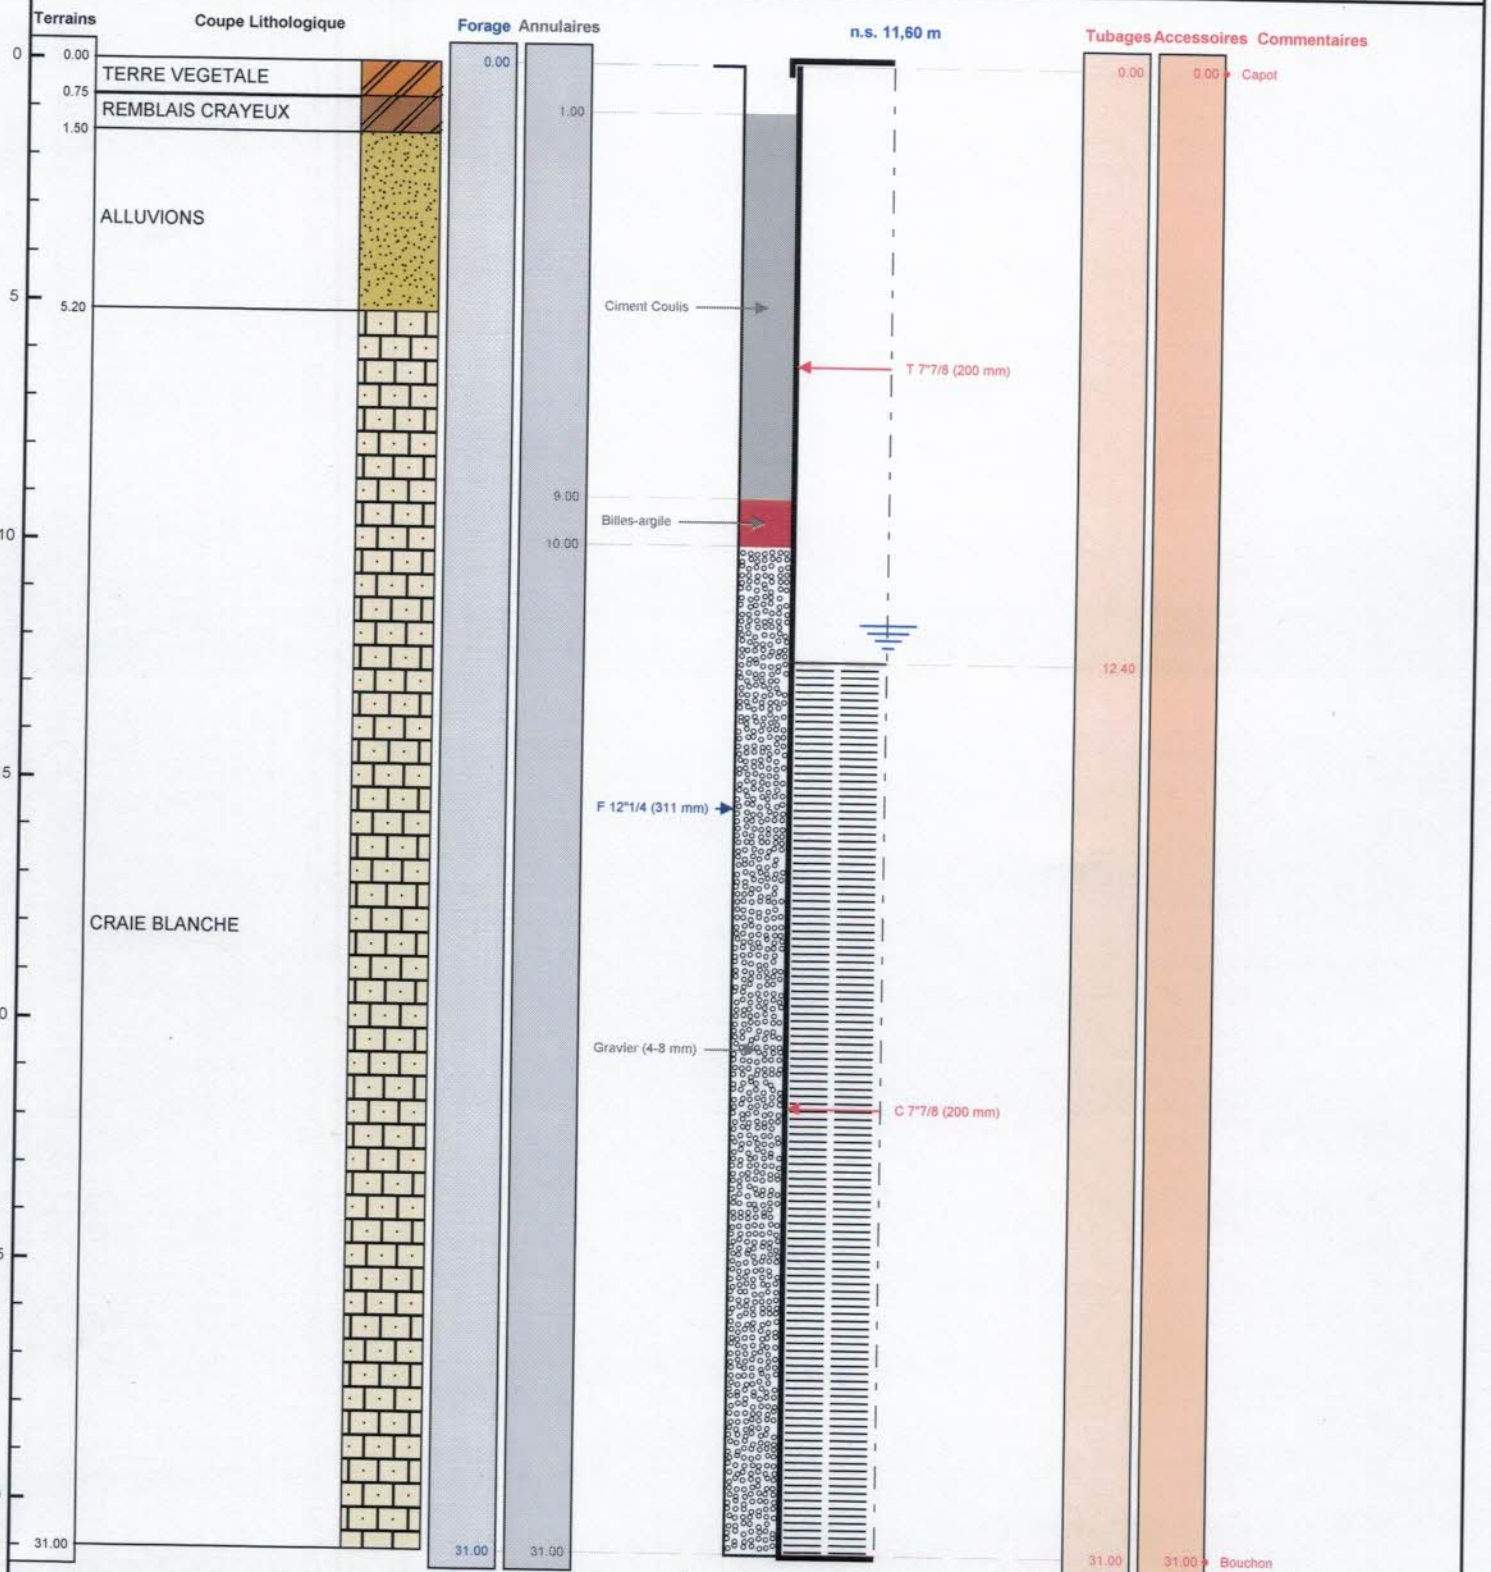 Terrains Coupe Lithologique Forage Annulaires n.s. 11,60 m Tubages Accessoires Commentaires
0 0.00 0.00 0.00 0.00 Capot
TERRE VEGETALE
0.75
REMBLAIS CRAYEUX 1.00
1.50
ALLUVIONS
5 5.20 Ciment Coulis
T 7"7/8 (200 mm)
9.00
Billes-argile
10 10.00
12.40
5
F 12"1/4 (311 mm)
CRAIE BLANCHE
0
Gravier (4-8 mm)
C 7"7/8 (200 mm)
5
31.00 31.00 31.00 31.00 31.00 Bouchon